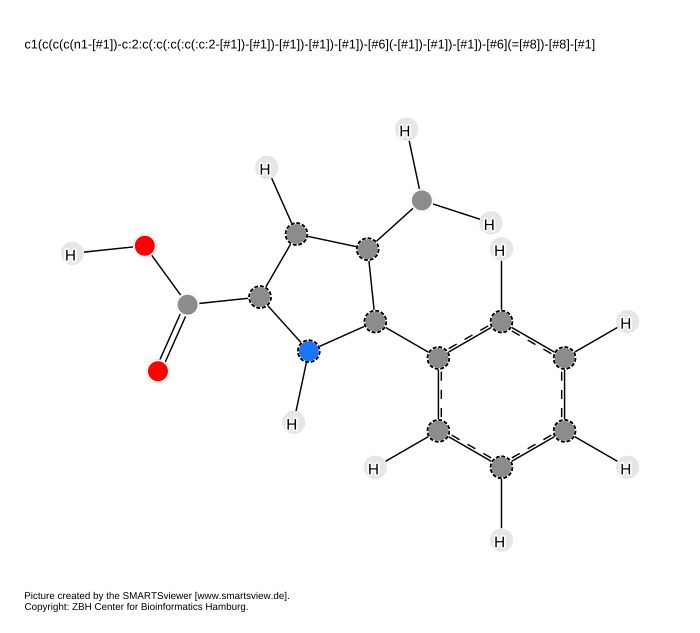 c1(c(c(c(n1-[#1])-c:2:c(:c(:c(:c(:c:2-[#1])-[#1])-[#1])-[#1])-[#1])-[#6](-[#1])-[#1])-[#1])-[#6](=[#8])-[#8]-[#1]
H
H
H
H
H
H
H
H
H
H
H
Picture created by the SMARTSviewer [www.smartsview.de].
Copyright: ZBH Center for Bioinformatics Hamburg.